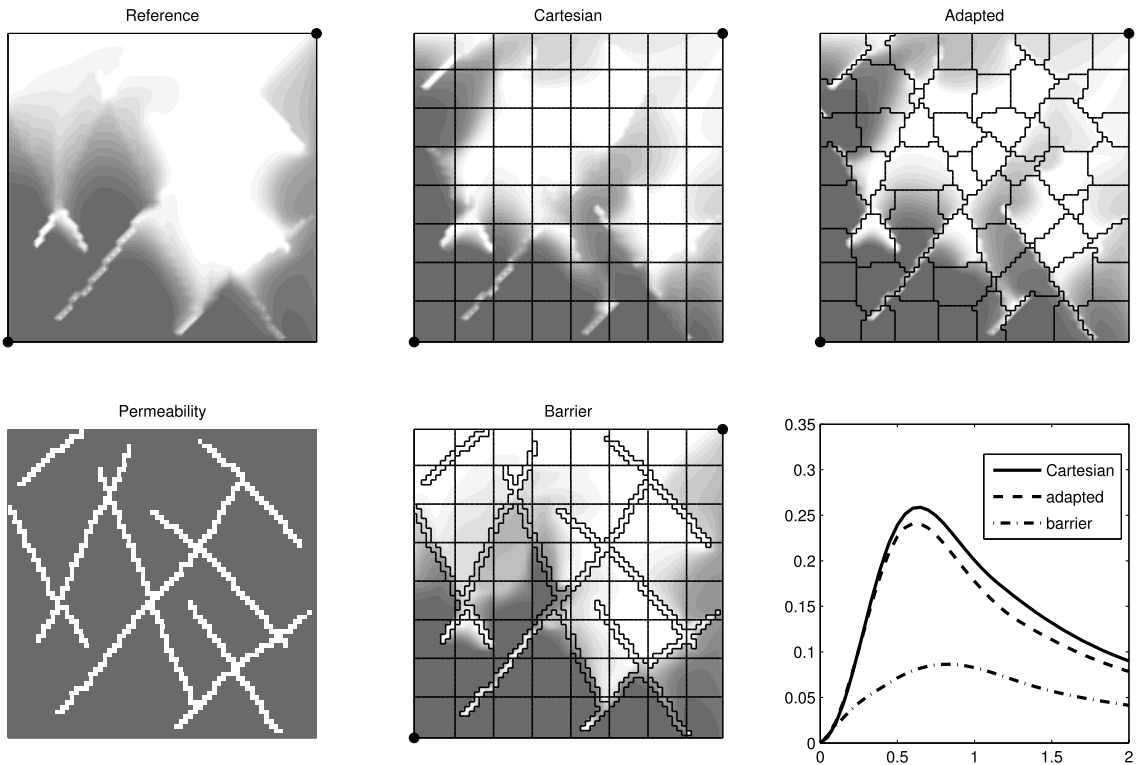 Reference
Cartesian
Adapted
Permeability
Barrier
0.35
0.3
0.25
0.2
0.15
0.1
0.05
0
Cartesian
adapted
barrier
0
0.5
1
1.5
2